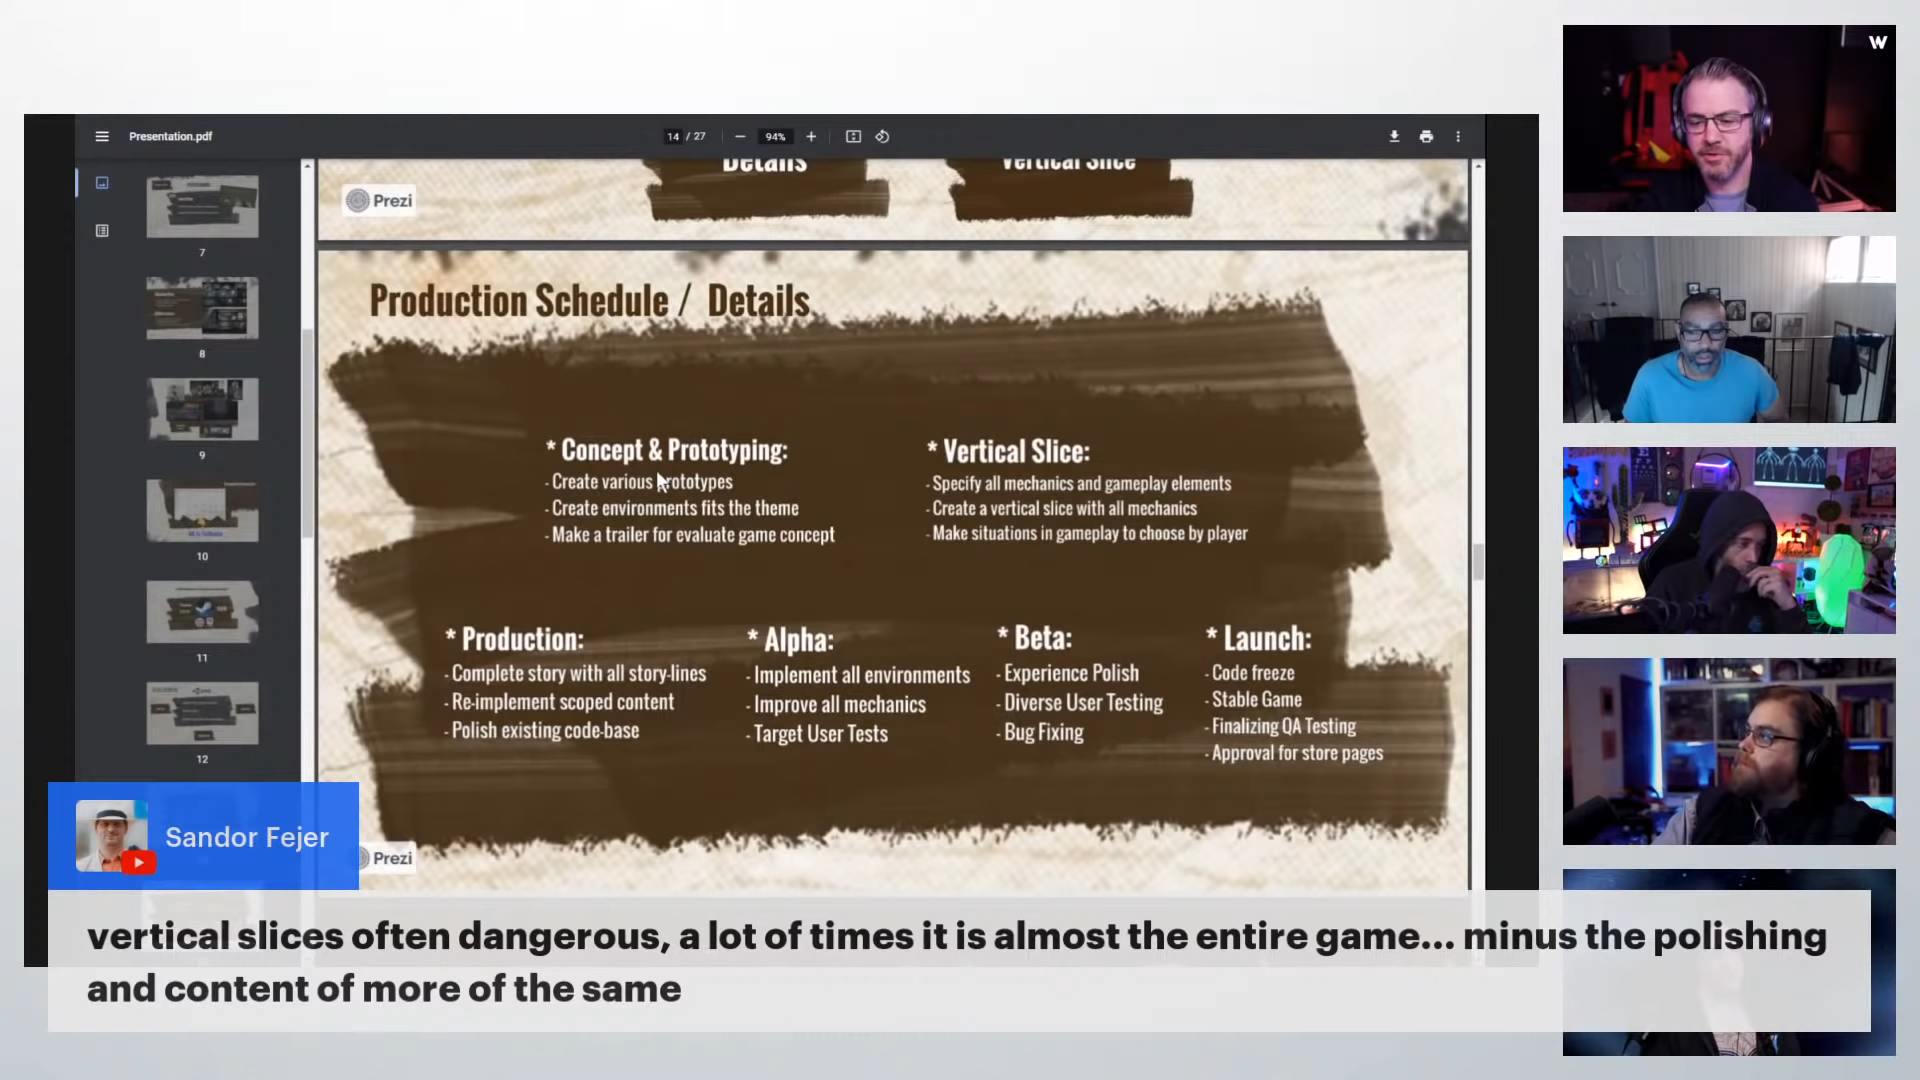 W
Presentation.pdf
14 / 27
94%
Details
Vertical Slice
Prezi
7
8
9
10
11
12
Production Schedule / Details
* Concept & Prototyping:
- Create various prototypes
- Create environments fits the theme
- Make a trailer for evaluate game concept
* Vertical Slice:
- Specify all mechanics and gameplay elements
- Create a vertical slice with all mechanics
- Make situations in gameplay to choose by player
* Production:
- Complete story with all story-lines
- Re-implement scoped content
- Polish existing code-base
* Alpha:
- Implement all environments
- Improve all mechanics
- Target User Tests
* Beta:
- Experience Polish
- Diverse User Testing
- Bug Fixing
* Launch:
- Code freeze
- Stable Game
- Finalizing QA Testing
- Approval for store pages
Prezi
Sandor Fejer
vertical slices often dangerous, a lot of times it is almost the entire game... minus the polishing
and content of more of the same